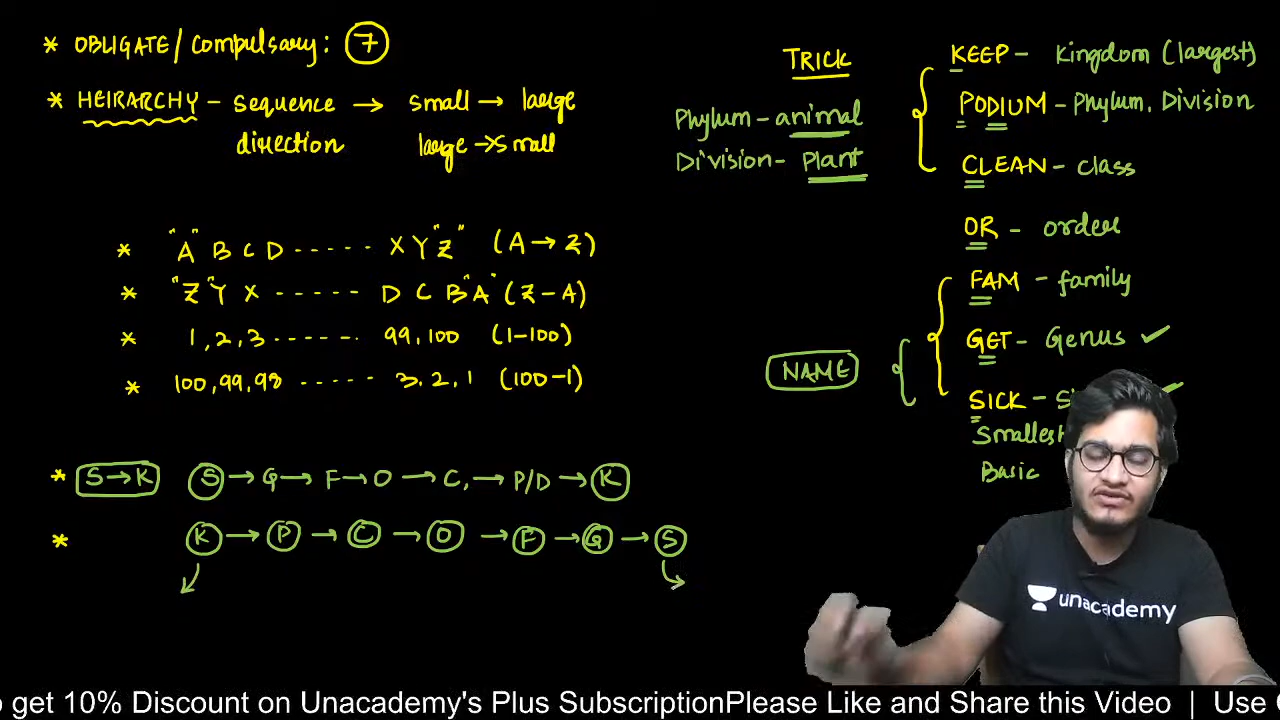 * OBLIGATE/Compulsary: 7
* HEIRARCHY - sequence → small → large
direction large → small
* "A" B C D ------ X Y "Z" (A → Z)
* "Z" Y X ------ D C B "A" (Z - A)
* 1, 2, 3 ------ 99, 100 (1-100)
* 100, 99, 98 ----- 3, 2, 1 (100-1)
* S→K S → G → F → O → C, → P/D → K
* K → P → C → O → F → G → S
TRICK
Phylum - animal
Division - Plant
KEEP - Kingdom (largest)
PODIUM - Phylum, Division
CLEAN - class
OR - order
FAM - family
GET - Genus ✓
NAME
SICK -
Smallest
Basic
unacademy
get 10% Discount on Unacademy's Plus SubscriptionPlease Like and Share this Video | Use